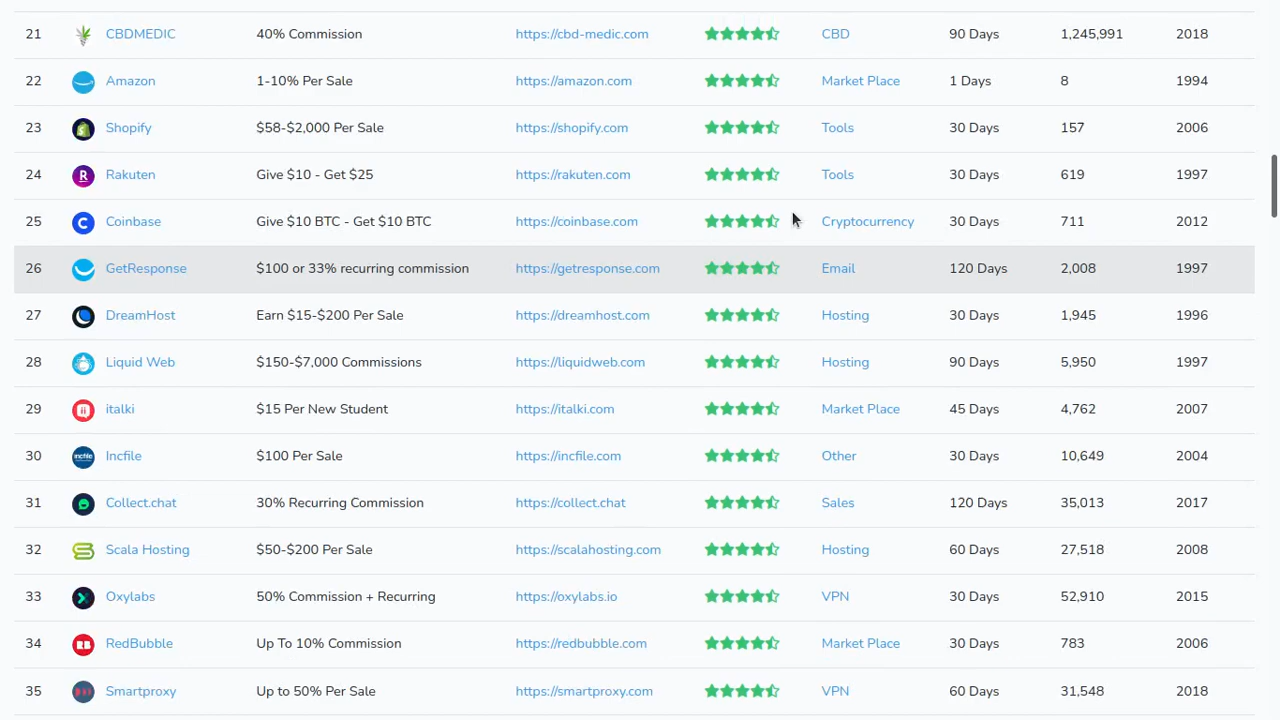 21 CBDMEDIC 40% Commission https://cbd-medic.com CBD 90 Days 1,245,991 2018
22 Amazon 1-10% Per Sale https://amazon.com Market Place 1 Days 8 1994
23 Shopify $58-$2,000 Per Sale https://shopify.com Tools 30 Days 157 2006
24 R Rakuten Give $10 - Get $25 https://rakuten.com Tools 30 Days 619 1997
25 C Coinbase Give $10 BTC - Get $10 BTC https://coinbase.com Cryptocurrency 30 Days 711 2012
26 GetResponse $100 or 33% recurring commission https://getresponse.com Email 120 Days 2,008 1997
27 DreamHost Earn $15-$200 Per Sale https://dreamhost.com Hosting 30 Days 1,945 1996
28 Liquid Web $150-$7,000 Commissions https://liquidweb.com Hosting 90 Days 5,950 1997
29 italki $15 Per New Student https://italki.com Market Place 45 Days 4,762 2007
30 incfile Incfile $100 Per Sale https://incfile.com Other 30 Days 10,649 2004
31 Collect.chat 30% Recurring Commission https://collect.chat Sales 120 Days 35,013 2017
32 Scala Hosting $50-$200 Per Sale https://scalahosting.com Hosting 60 Days 27,518 2008
33 Oxylabs 50% Commission + Recurring https://oxylabs.io VPN 30 Days 52,910 2015
34 RB RedBubble Up To 10% Commission https://redbubble.com Market Place 30 Days 783 2006
35 Smartproxy Up to 50% Per Sale https://smartproxy.com VPN 60 Days 31,548 2018